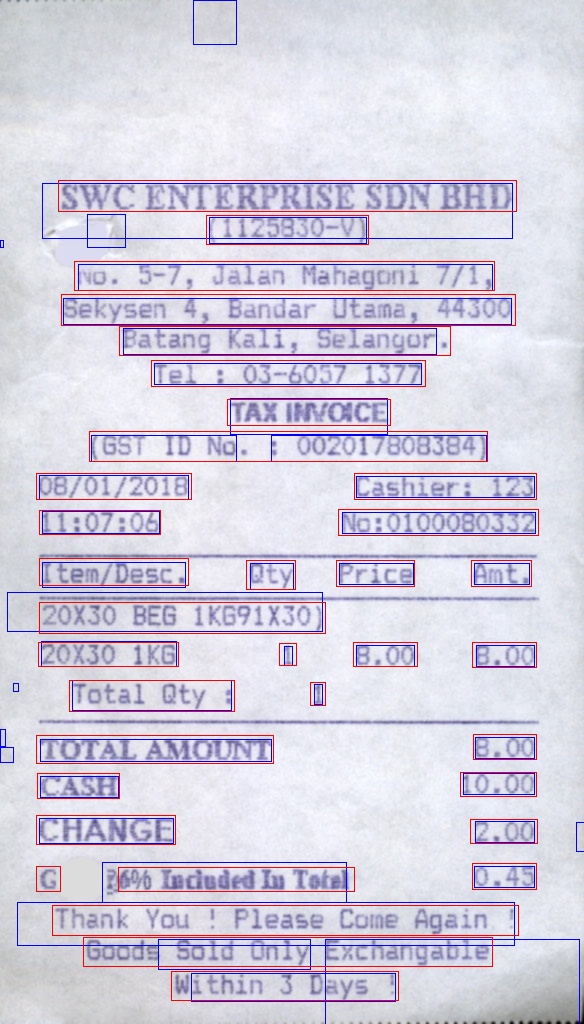 SWC ENTERPRISE SDN BHD
(1125830-V)
No. 5-7, Jalan Mahagoni 7/1,
Sekysen 4, Bandar Utama, 44300
Batang Kali, Selangor.
Tel : 03-6057 1377
TAX INVOICE
(GST ID No. : 002017808384)
08/01/2018 Cashier: 123
11:07:06 No:0100080332
Item/Desc. Qty Price Amt.
20X30 BEG 1KG91X30)
20X30 1KG 1 8.00 8.00
Total Qty : 1
TOTAL AMOUNT 8.00
CASH 10.00
CHANGE 2.00
G 6% Included In Total 0.45
Thank You ! Please Come Again !
Goods Sold Only Exchangable
Within 3 Days !